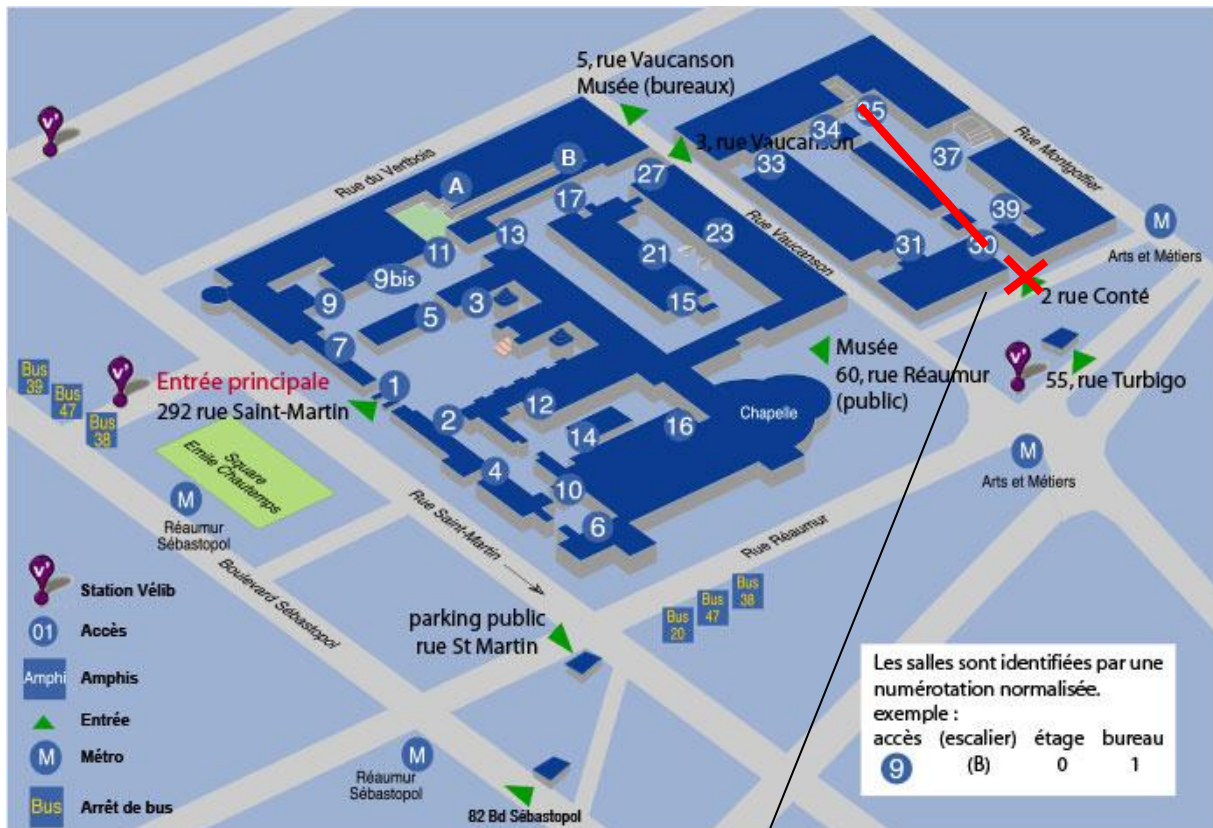 5, rue Vaucanson
Musée (bureaux)
3, rue Vaucanson
Rue du Vertbois
Rue Montgolfier
Rue Vaucanson
V'
A
B
35
34
37
33
27
17
39
M
Arts et Métiers
13
23
21
11
31
30
9bis
9
3
5
15
2 rue Conté
7
Bus
39
Bus
47
Bus
38
V'
Entrée principale
292 rue Saint-Martin
1
Musée
60, rue Réaumur
(public)
V'
55, rue Turbigo
12
2
14
16
Chapelle
4
10
6
M
Arts et Métiers
Square
Emile Chautemps
M
Réaumur
Sébastopol
Rue Saint-Martin
Rue Réaumur
Boulevard Sébastopol
Bus
20
Bus
47
Bus
38
parking public
rue St Martin
V'
Station Vélib
01
Accès
Amphi
Amphis
Entrée
M
Métro
Bus
Arrêt de bus
M
Réaumur
Sébastopol
82 Bd Sébastopol
Les salles sont identifiées par une
numérotation normalisée.
exemple :
accès (escalier) étage bureau
9 (B) 0 1